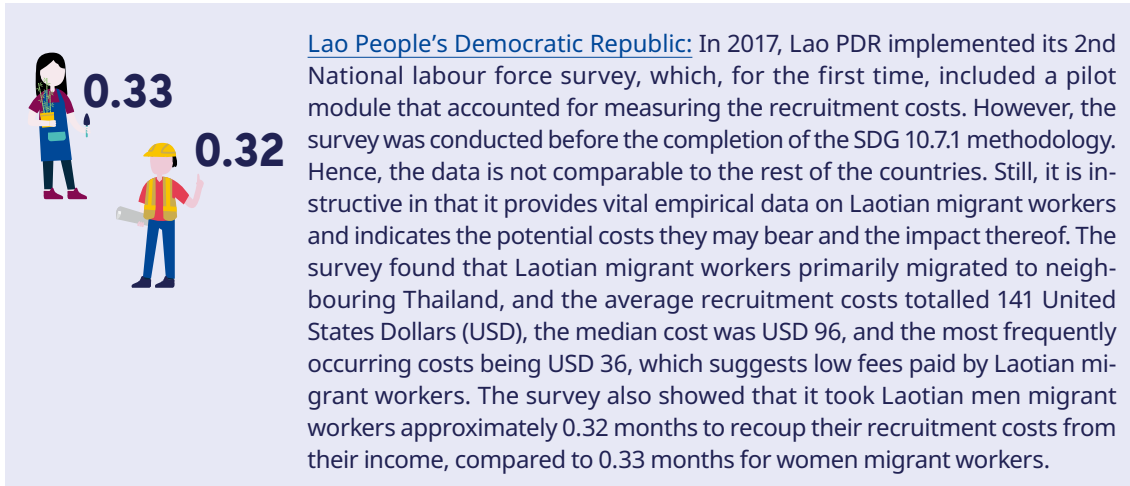 0.33
0.32
Lao People’s Democratic Republic: In 2017, Lao PDR implemented its 2nd
National labour force survey, which, for the first time, included a pilot
module that accounted for measuring the recruitment costs. However, the
survey was conducted before the completion of the SDG 10.7.1 methodology.
Hence, the data is not comparable to the rest of the countries. Still, it is in-
structive in that it provides vital empirical data on Laotian migrant workers
and indicates the potential costs they may bear and the impact thereof. The
survey found that Laotian migrant workers primarily migrated to neigh-
bouring Thailand, and the average recruitment costs totalled 141 United
States Dollars (USD), the median cost was USD 96, and the most frequently
occurring costs being USD 36, which suggests low fees paid by Laotian mi-
grant workers. The survey also showed that it took Laotian men migrant
workers approximately 0.32 months to recoup their recruitment costs from
their income, compared to 0.33 months for women migrant workers.